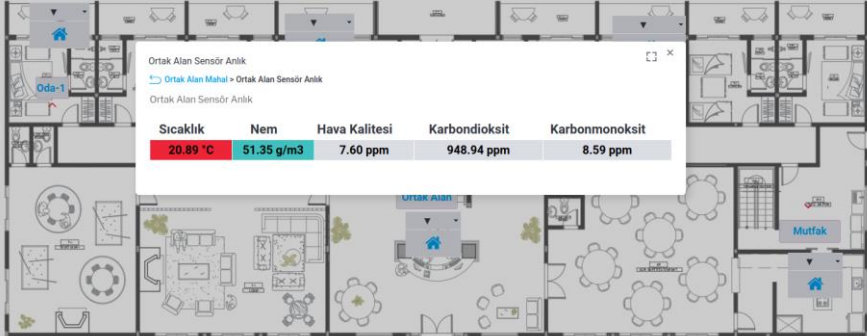 Ortak Alan Sensör Anlık
Ortak Alan Mahal > Ortak Alan Sensör Anlık
Ortak Alan Sensör Anlık
Sıcaklık Nem Hava Kalitesi Karbondioksit Karbonmonoksit
20.89 °C 51.35 g/m3 7.60 ppm 948.94 ppm 8.59 ppm
Oda-1
Ortak Alan
Mutfak